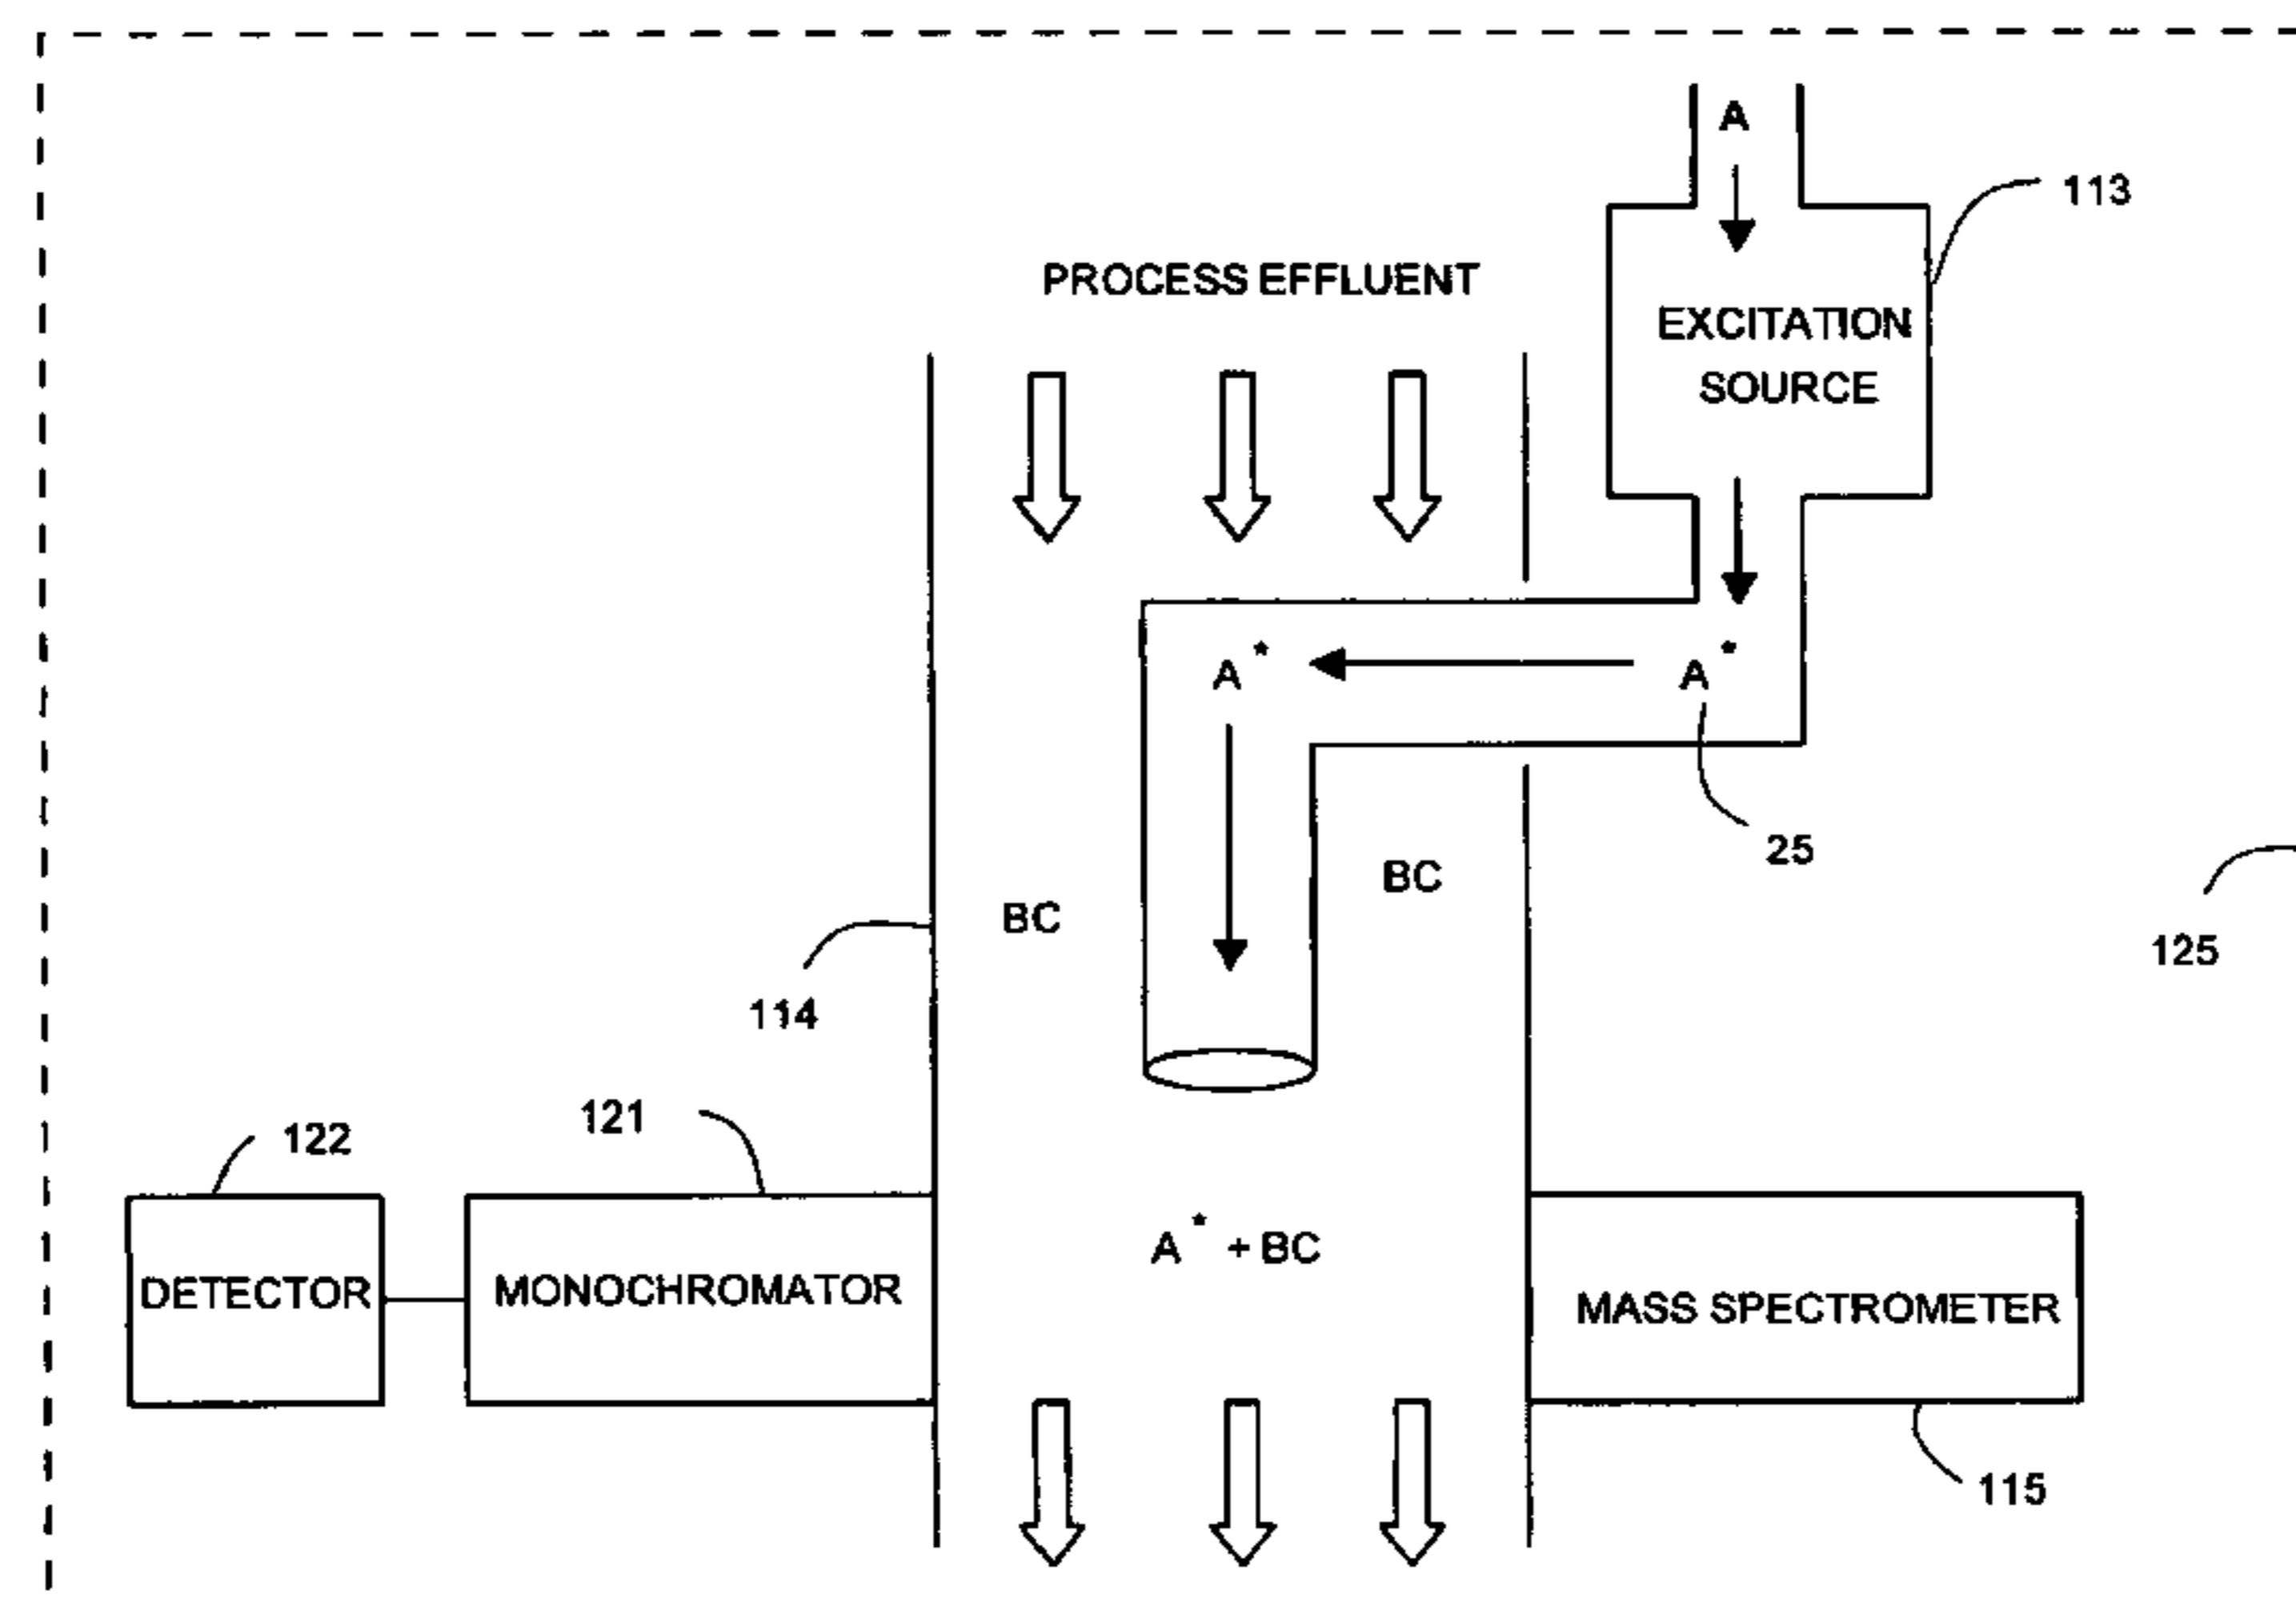 A
113
PROCESS EFFLUENT
EXCITATION
SOURCE
A* A*
25
BC
BC
125
114
121
122
A* + BC
DETECTOR
MONOCHROMATOR
MASS SPECTROMETER
115